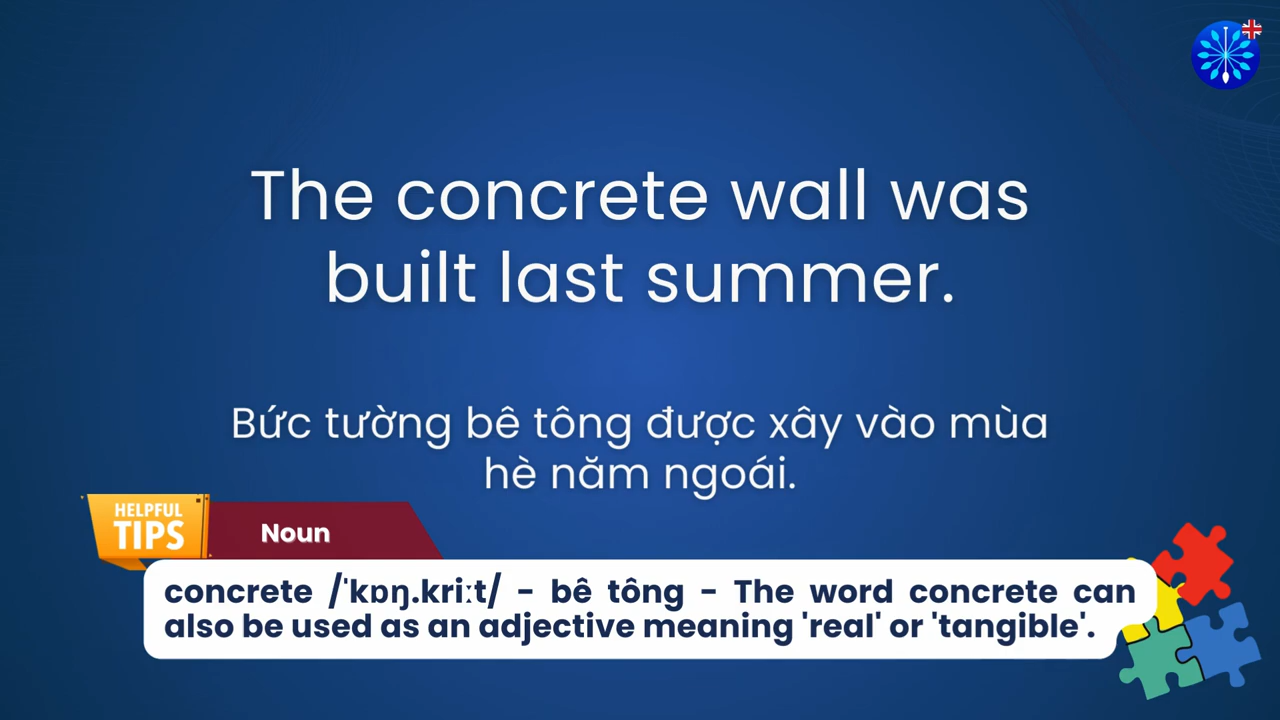 The concrete wall was
built last summer.
Bức tường bê tông được xây vào mùa
hè năm ngoái.
HELPFUL
TIPS
Noun
concrete /ˈkɒŋ.kriːt/ - bê tông - The word concrete can
also be used as an adjective meaning 'real' or 'tangible'.